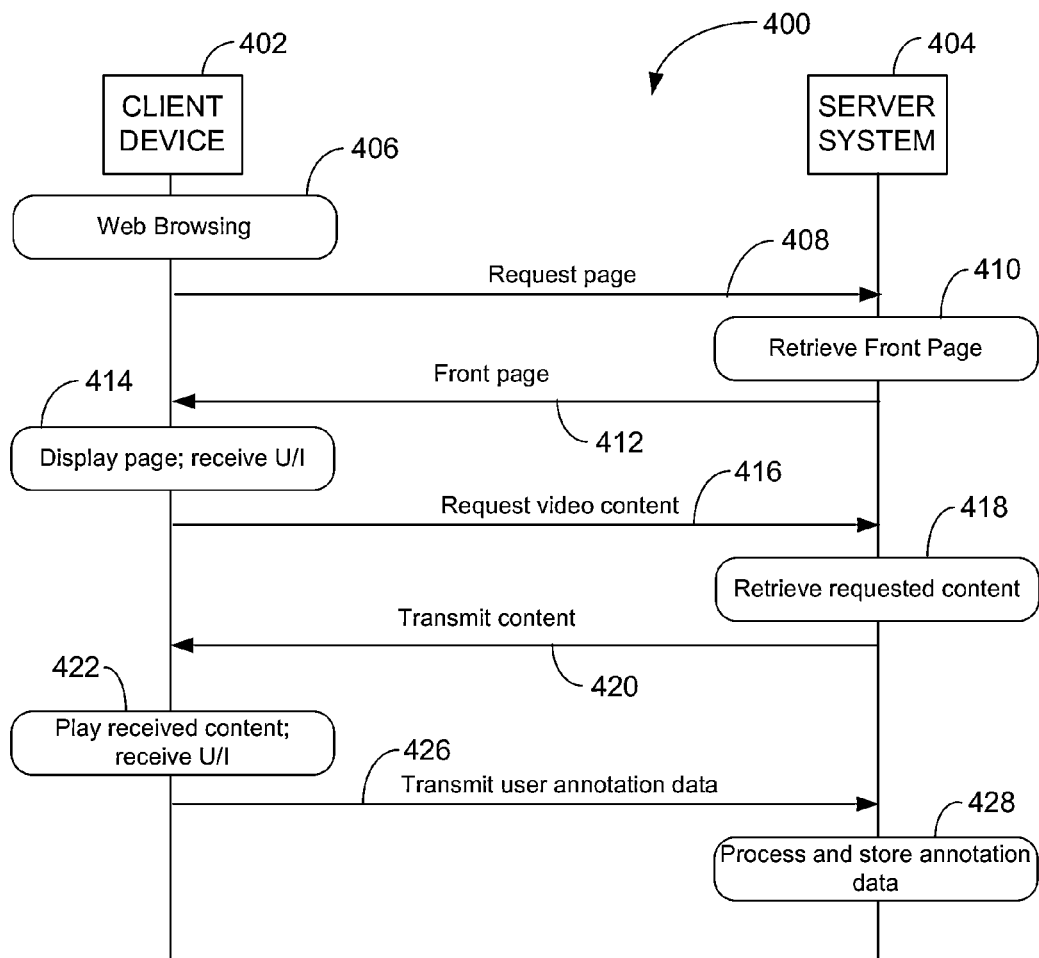 400
402
404
CLIENT
DEVICE
SERVER
SYSTEM
406
Web Browsing
408
Request page
410
Retrieve Front Page
Front page
412
414
Display page; receive U/I
416
Request video content
418
Retrieve requested content
Transmit content
420
422
Play received content;
receive U/I
426
Transmit user annotation data
428
Process and store annotation
data